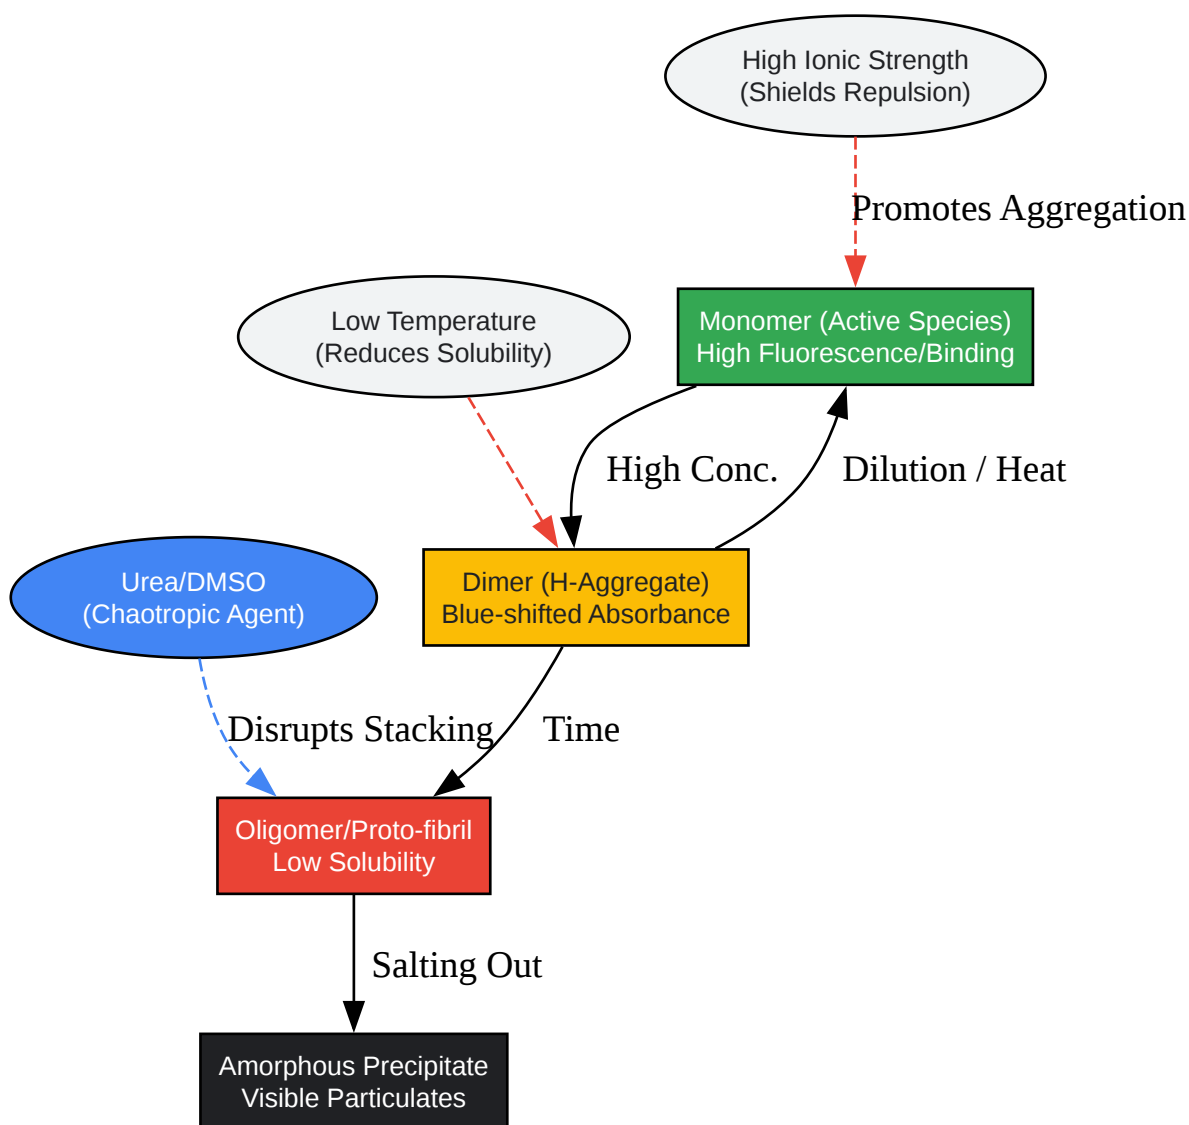 High Ionic Strength
(Shields Repulsion)
Promotes Aggregation
Monomer (Active Species)
High Fluorescence/Binding
Low Temperature
(Reduces Solubility)
High Conc.
Dilution / Heat
Dimer (H-Aggregate)
Blue-shifted Absorbance
Urea/DMSO
(Chaotropic Agent)
Disrupts Stacking
Time
Oligomer/Proto-fibril
Low Solubility
Salting Out
Amorphous Precipitate
Visible Particulates